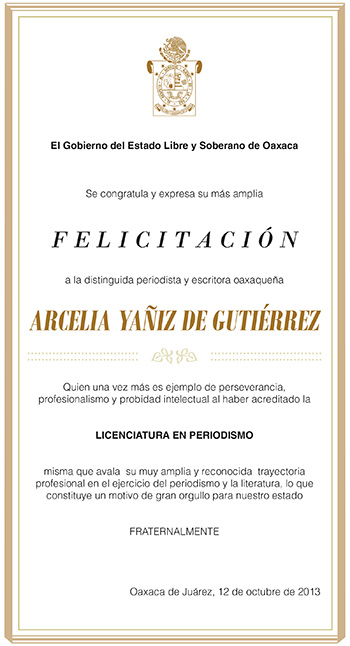 El Gobierno del Estado Libre y Soberano de Oaxaca
Se congratula y expresa su más amplia
FELICITACIÓN
a la distinguida periodista y escritora oaxaqueña
ARCELIA YAÑIZ DE GUTIÉRREZ
Quien una vez más es ejemplo de perseverancia,
profesionalismo y probidad intelectual al haber acreditado la
LICENCIATURA EN PERIODISMO
misma que avala su muy amplia y reconocida trayectoria
profesional en el ejercicio del periodismo y la literatura, lo que
constituye un motivo de gran orgullo para nuestro estado
FRATERNALMENTE
Oaxaca de Juárez, 12 de octubre de 2013